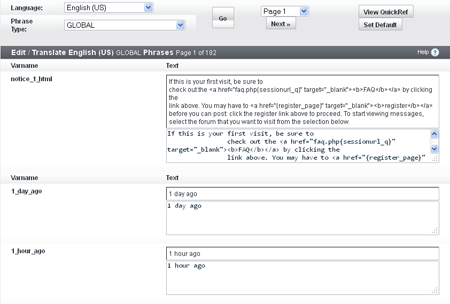 Language: English (US) Page 1 View QuickRef
Phrase Type: GLOBAL Go Next » Set Default
Edit / Translate English (US) GLOBAL Phrases Page 1 of 182 Help ?
Varname Text
notice_1_html
If this is your first visit, be sure to
check out the <a href="faq.php{sessionurl_q}" target="_blank"><b>FAQ</b></a> by clicking
the
link above. You may have to <a href="{register_page}" target="_blank"><b>register</b></a>
before you can post: click the register link above to proceed. To start viewing messages,
select the forum that you want to visit from the selection below.
If this is your first visit, be sure to
check out the <a href="faq.php{sessionurl_q}"
target="_blank"><b>FAQ</b></a> by clicking the
link above. You may have to <a href="{register_page}"
Varname Text
1_day_ago 1 day ago
1 day ago
1_hour_ago 1 hour ago
1 hour ago